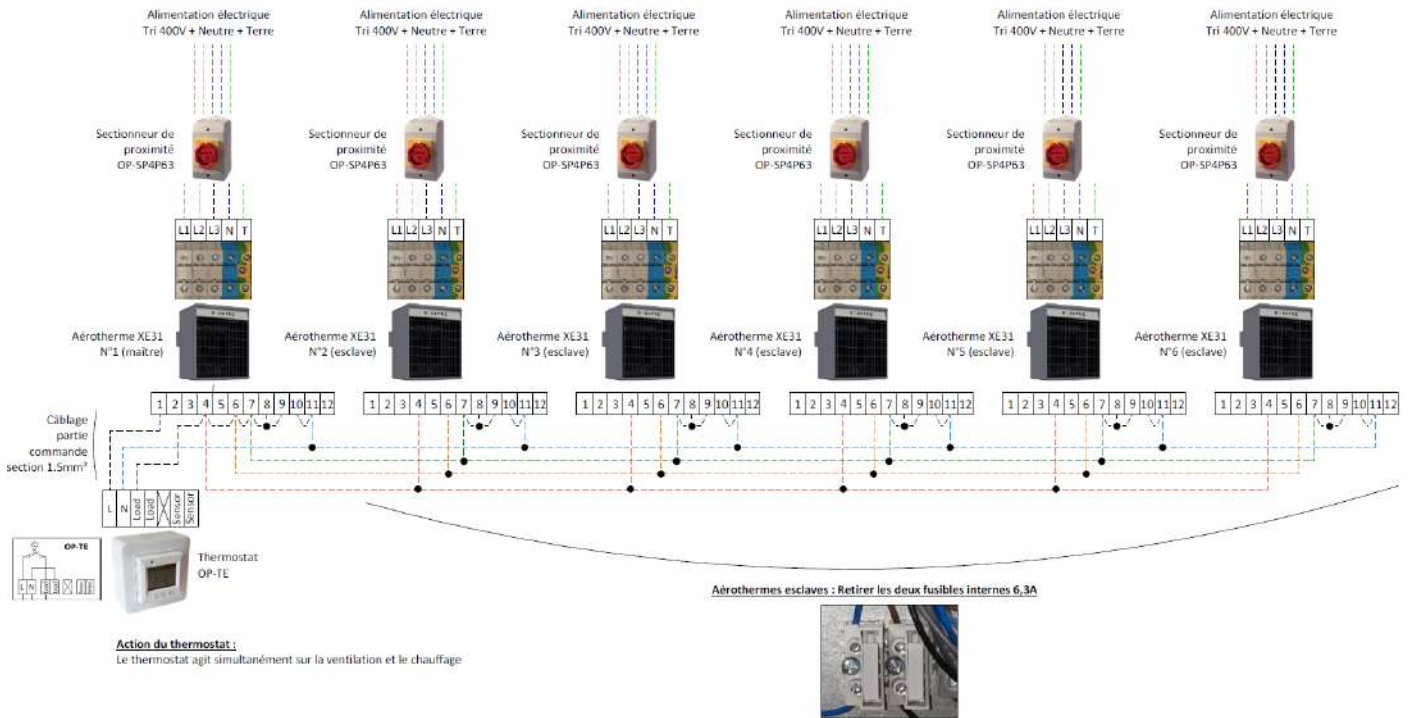 Alimentation électrique
Tri 400V + Neutre + Terre
Alimentation électrique
Tri 400V + Neutre + Terre
Alimentation électrique
Tri 400V + Neutre + Terre
Alimentation électrique
Tri 400V + Neutre + Terre
Alimentation électrique
Tri 400V + Neutre + Terre
Alimentation électrique
Tri 400V + Neutre + Terre
Sectionneur de
proximité
OP-SP4P63
Sectionneur de
proximité
OP-SP4P63
Sectionneur de
proximité
OP-SP4P63
Sectionneur de
proximité
OP-SP4P63
Sectionneur de
proximité
OP-SP4P63
Sectionneur de
proximité
OP-SP4P63
L1 L2 L3 N T
L1 L2 L3 N T
L1 L2 L3 N T
L1 L2 L3 N T
L1 L2 L3 N T
L1 L2 L3 N T
Aérotherme XE31
N°1 (maître)
Aérotherme XE31
N°2 (esclave)
Aérotherme XE31
N°3 (esclave)
Aérotherme XE31
N°4 (esclave)
Aérotherme XE31
N°5 (esclave)
Aérotherme XE31
N°6 (esclave)
1 2 3 4 5 6 7 8 9 10 11 12
1 2 3 4 5 6 7 8 9 10 11 12
1 2 3 4 5 6 7 8 9 10 11 12
1 2 3 4 5 6 7 8 9 10 11 12
1 2 3 4 5 6 7 8 9 10 11 12
1 2 3 4 5 6 7 8 9 10 11 12
Câblage
partie
commande
section 1.5mm²
L N Load Load Sensor Sensor
OP-TE
L N
Thermostat
OP-TE
Aérothermes esclaves : Retirer les deux fusibles internes 6,3A
Action du thermostat :
Le thermostat agit simultanément sur la ventilation et le chauffage